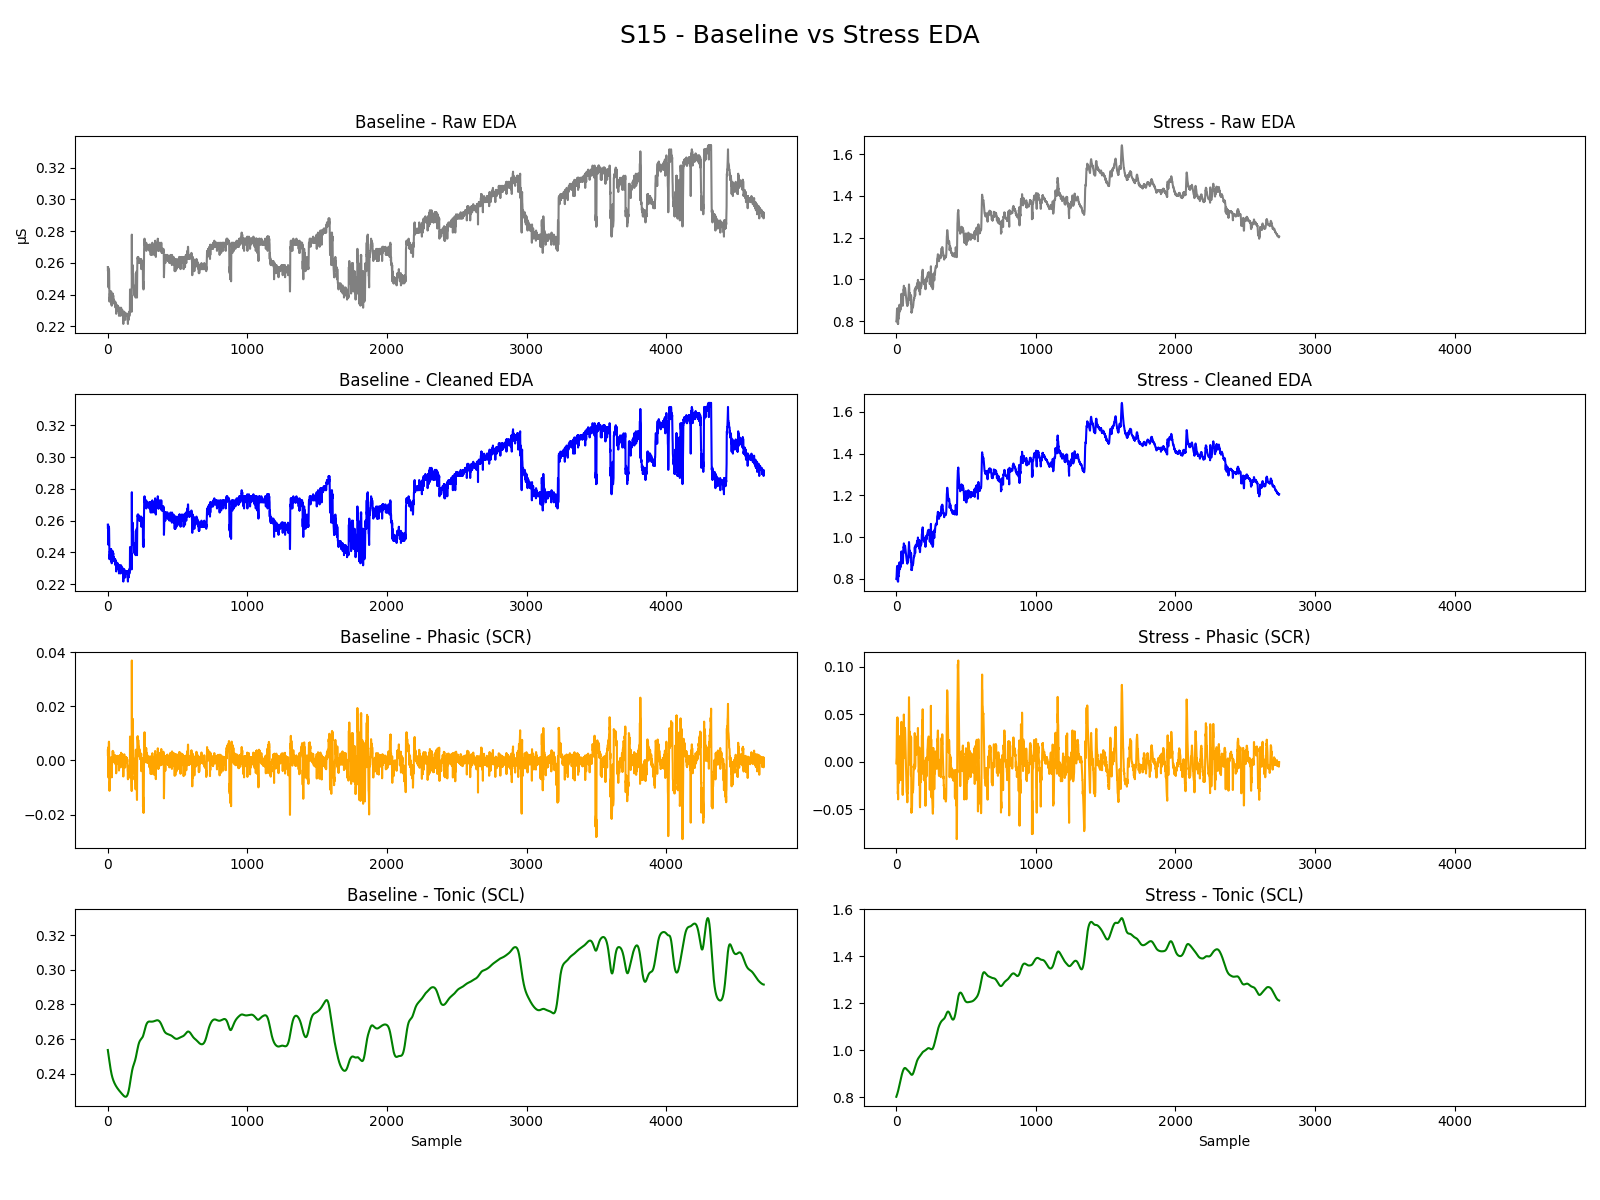 S15 - Baseline vs Stress EDA
Baseline - Raw EDA
µS
0.32
0.30
0.28
0.26
0.24
0.22
0 1000 2000 3000 4000
Stress - Raw EDA
1.6
1.4
1.2
1.0
0.8
0 1000 2000 3000 4000
Baseline - Cleaned EDA
0.32
0.30
0.28
0.26
0.24
0.22
0 1000 2000 3000 4000
Stress - Cleaned EDA
1.6
1.4
1.2
1.0
0.8
0 1000 2000 3000 4000
Baseline - Phasic (SCR)
0.04
0.02
0.00
−0.02
0 1000 2000 3000 4000
Stress - Phasic (SCR)
0.10
0.05
0.00
−0.05
0 1000 2000 3000 4000
Baseline - Tonic (SCL)
0.32
0.30
0.28
0.26
0.24
0 1000 2000 3000 4000
Sample
Stress - Tonic (SCL)
1.6
1.4
1.2
1.0
0.8
0 1000 2000 3000 4000
Sample